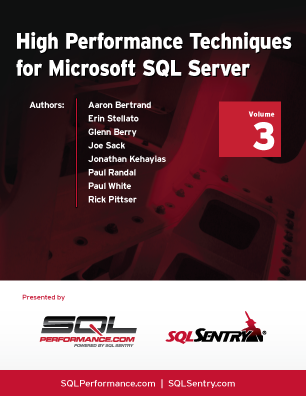 High Performance Techniques
for Microsoft SQL Server
Authors:
Aaron Bertrand
Erin Stellato
Glenn Berry
Joe Sack
Jonathan Kehayias
Paul Randal
Paul White
Rick Pittser
Volume
3
Presented by
SQL
PERFORMANCE.COM
POWERED BY SQL SENTRY
SQLSENTRY®
SQLPerformance.com | SQLSentry.com